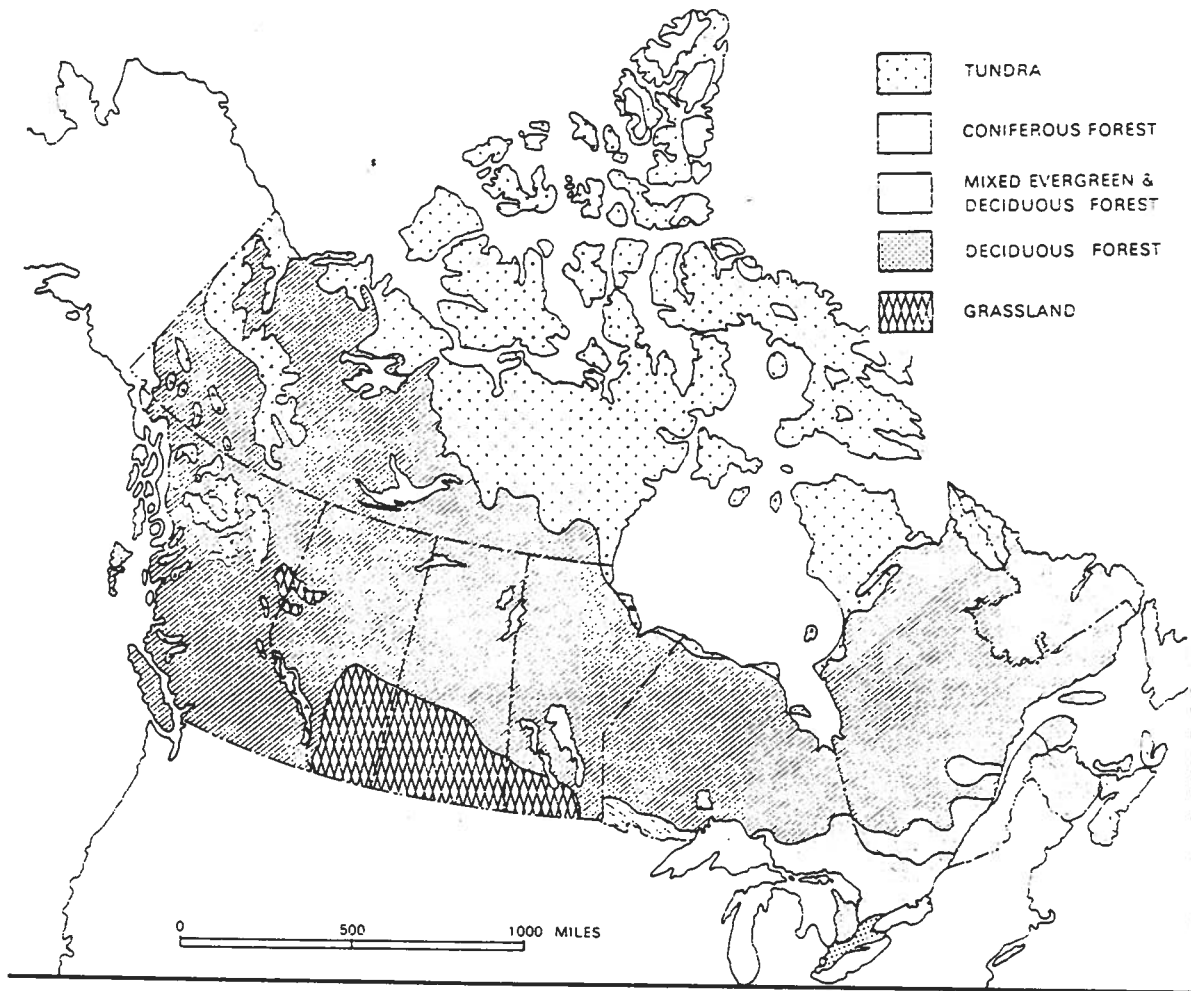 TUNDRA
CONIFEROUS FOREST
MIXED EVERGREEN &
DECIDUOUS FOREST
DECIDUOUS FOREST
GRASSLAND
0 500 1000 MILES